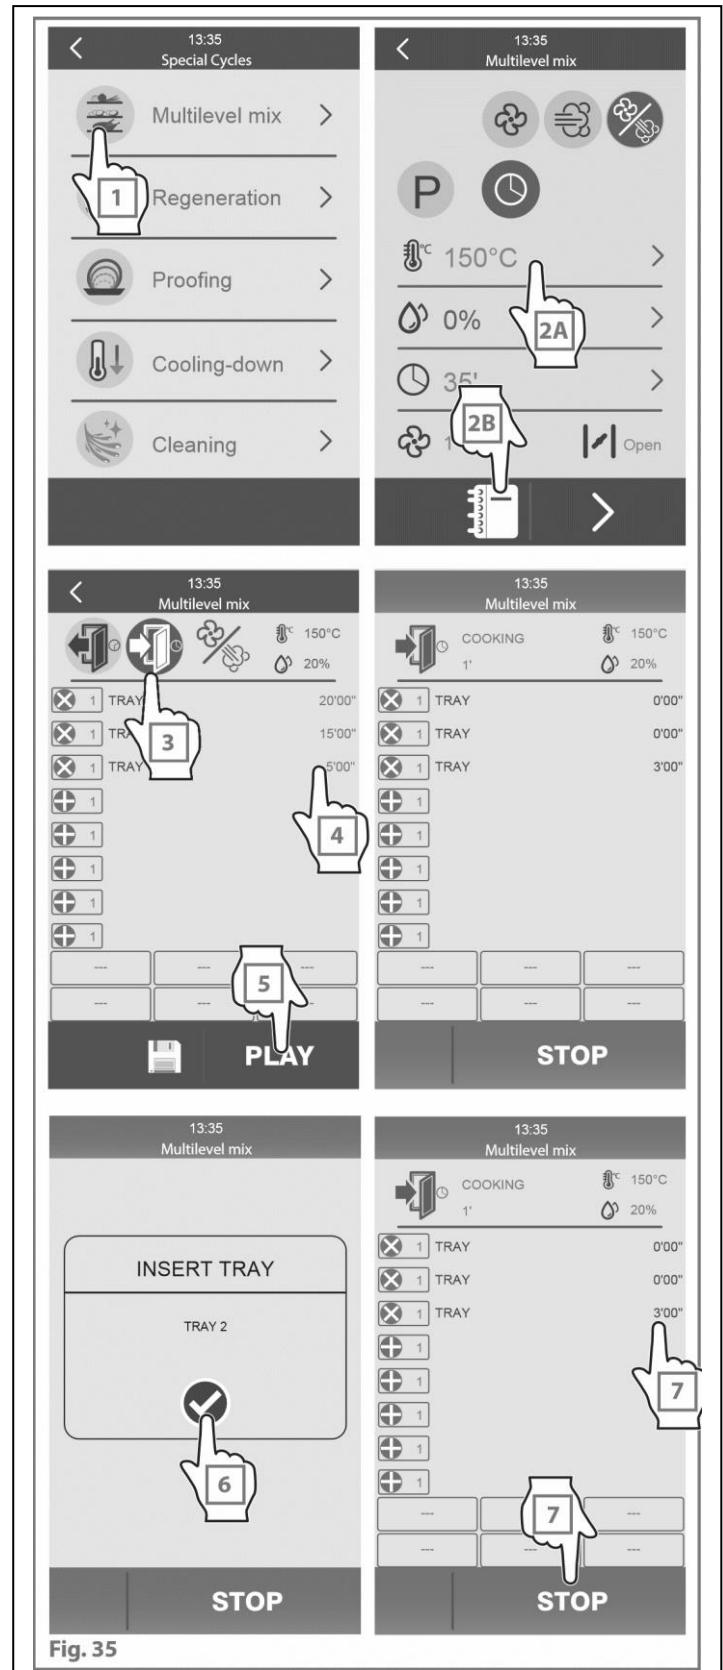 13:35
Special Cycles
Multilevel mix
1
Regeneration
Proofing
Cooling-down
Cleaning
13:35
Multilevel mix
P
°C 150°C
2A
0%
35'
2B
1
Open
13:35
Multilevel mix
°C 150°C
20%
1 TRAY 20'00"
1 TRAY 15'00"
3
1 TRAY 5'00"
1
4
1
1
1
1
--- --- ---
5
--- --- ---
PLAY
13:35
Multilevel mix
COOKING °C 150°C
1' 20%
1 TRAY 0'00"
1 TRAY 0'00"
1 TRAY 3'00"
1
1
1
1
1
--- --- ---
--- --- ---
STOP
13:35
Multilevel mix
INSERT TRAY
TRAY 2
6
STOP
13:35
Multilevel mix
COOKING °C 150°C
1' 20%
1 TRAY 0'00"
1 TRAY 0'00"
1 TRAY 3'00"
1
7
1
1
1
1
--- ---
7
--- ---
STOP
Fig. 35